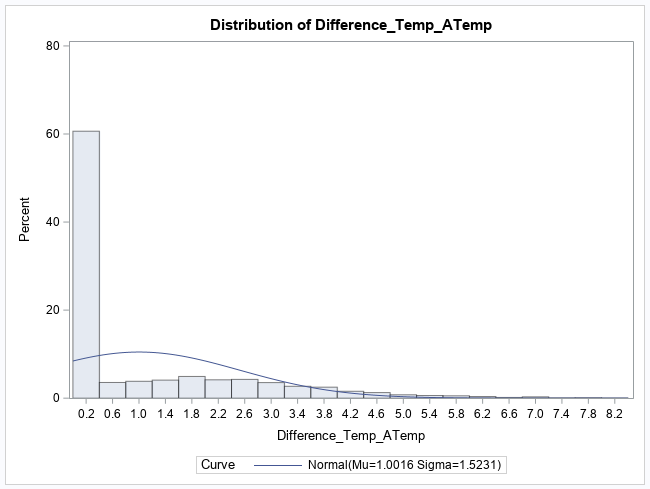 Distribution of Difference_Temp_ATemp
80
60
40
20
0
Percent
0.2 0.6 1.0 1.4 1.8 2.2 2.6 3.0 3.4 3.8 4.2 4.6 5.0 5.4 5.8 6.2 6.6 7.0 7.4 7.8 8.2
Difference_Temp_ATemp
Curve Normal(Mu=1.0016 Sigma=1.5231)